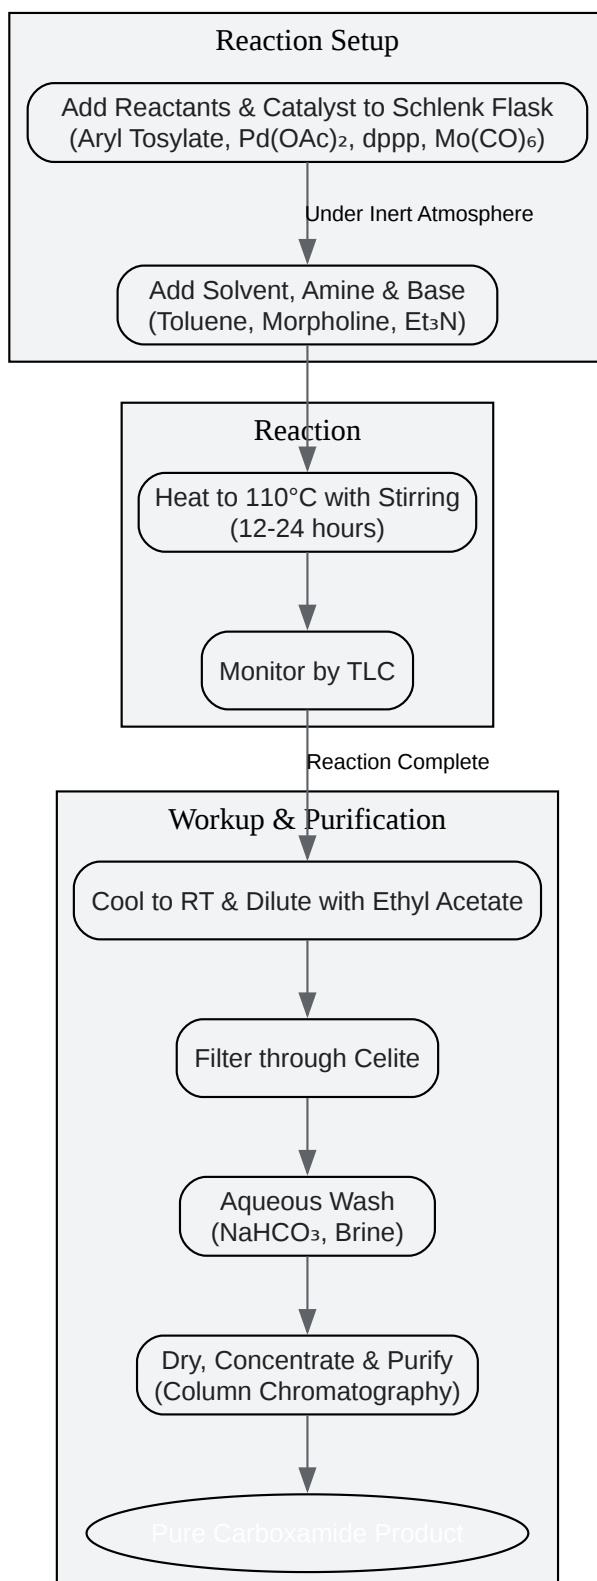 Reaction Setup
Add Reactants & Catalyst to Schlenk Flask
(Aryl Tosylate, Pd(OAc)₂, dppp, Mo(CO)₆)
Under Inert Atmosphere
Add Solvent, Amine & Base
(Toluene, Morpholine, Et₃N)
Reaction
Heat to 110°C with Stirring
(12-24 hours)
Monitor by TLC
Reaction Complete
Workup & Purification
Cool to RT & Dilute with Ethyl Acetate
Filter through Celite
Aqueous Wash
(NaHCO₃, Brine)
Dry, Concentrate & Purify
(Column Chromatography)
Pure Carboxamide Product